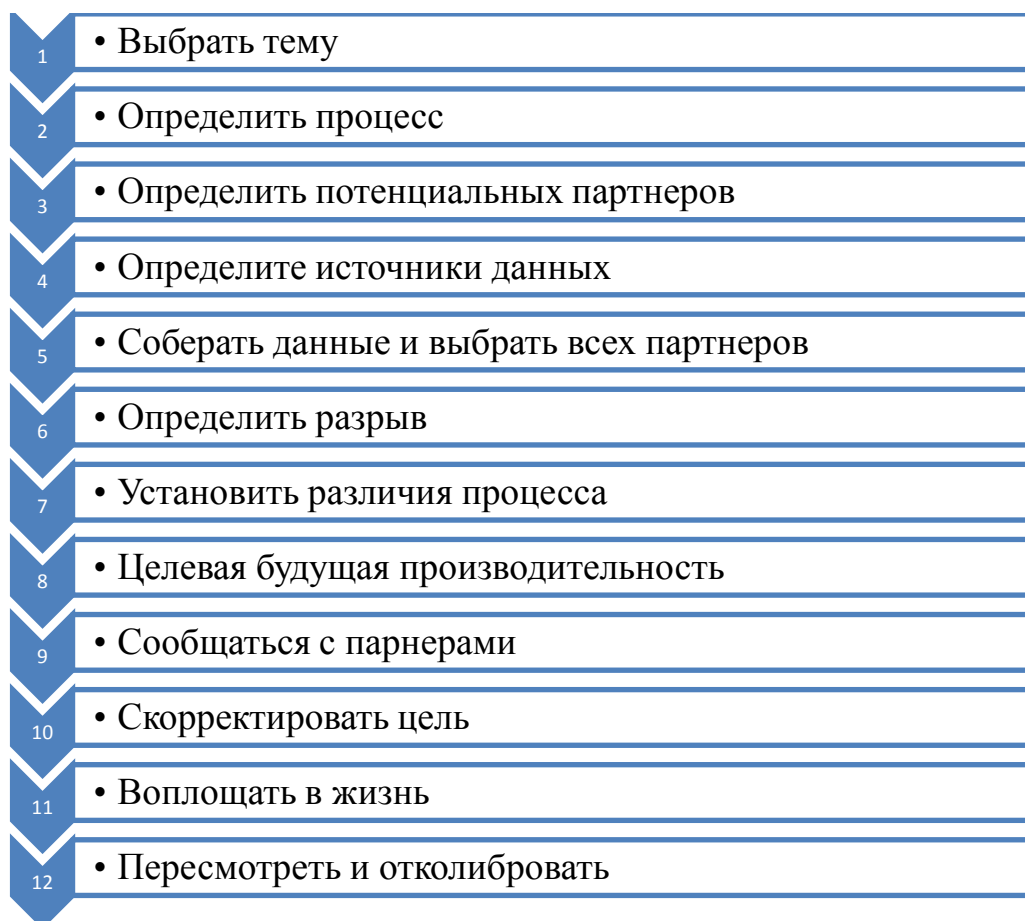 1 • Выбрать тему
2 • Определить процесс
3 • Определить потенциальных партнеров
4 • Определите источники данных
5 • Соберать данные и выбрать всех партнеров
6 • Определить разрыв
7 • Установить различия процесса
8 • Целевая будущая производительность
9 • Сообщаться с парнерами
10 • Скорректировать цель
11 • Воплощать в жизнь
12 • Пересмотреть и отколибровать